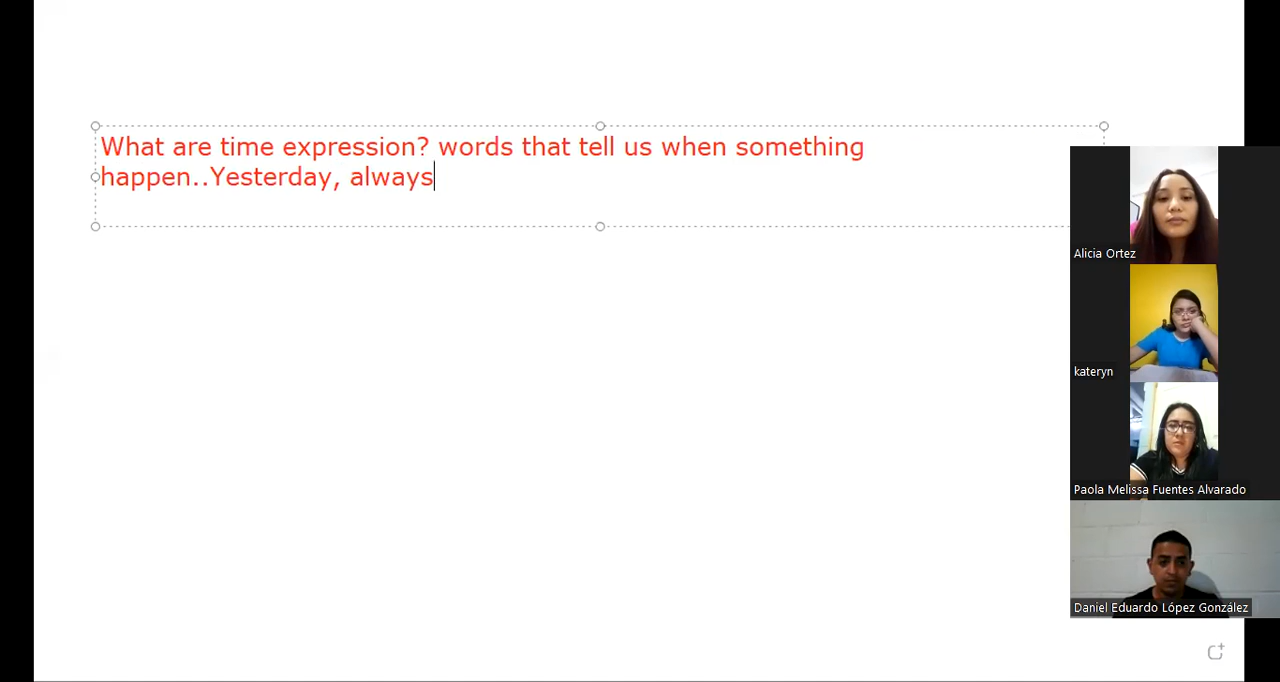 What are time expression? words that tell us when something
happen..Yesterday, always
Alicia Ortez
kateryn
Paola Melissa Fuentes Alvarado
Daniel Eduardo López González